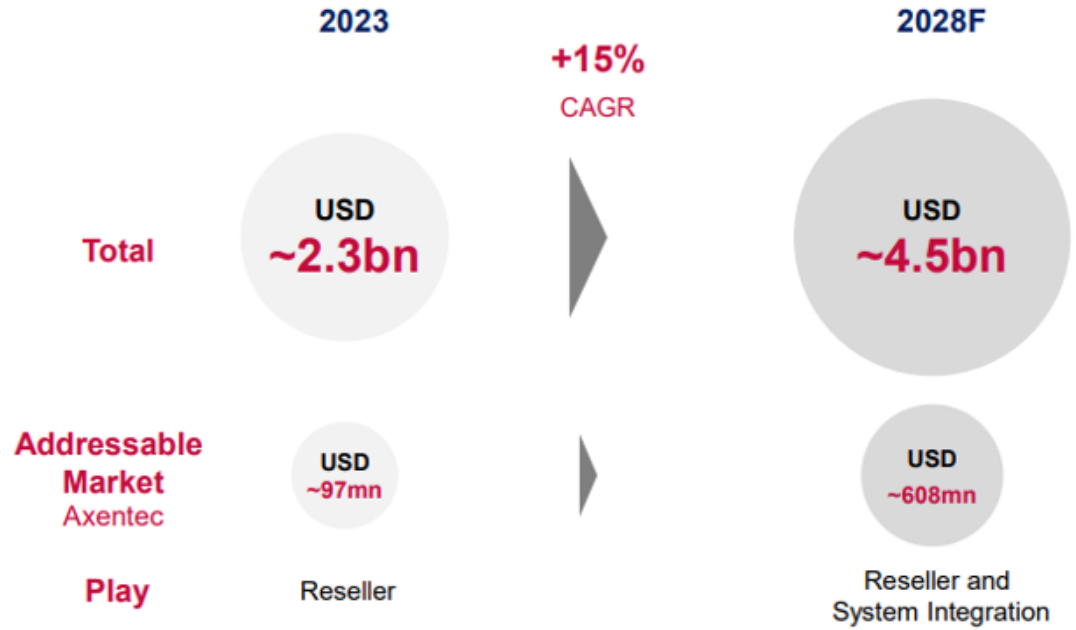 2023
2028F
+15%
CAGR
Total
USD
~2.3bn
USD
~4.5bn
Addressable
Market
Axentec
USD
~97mn
USD
~608mn
Play
Reseller
Reseller and
System Integration